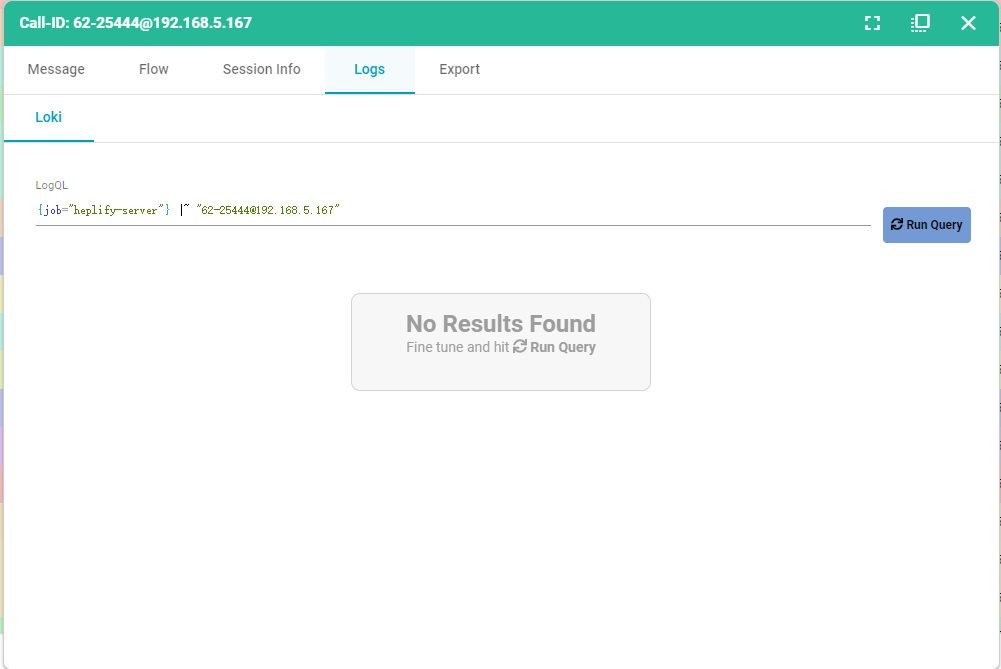 Call-ID: 62-25444@192.168.5.167
Message Flow Session Info Logs Export
Loki
LogQL
{job="heplify-server"} |~ "62-25444@192.168.5.167"
Run Query
No Results Found
Fine tune and hit Run Query